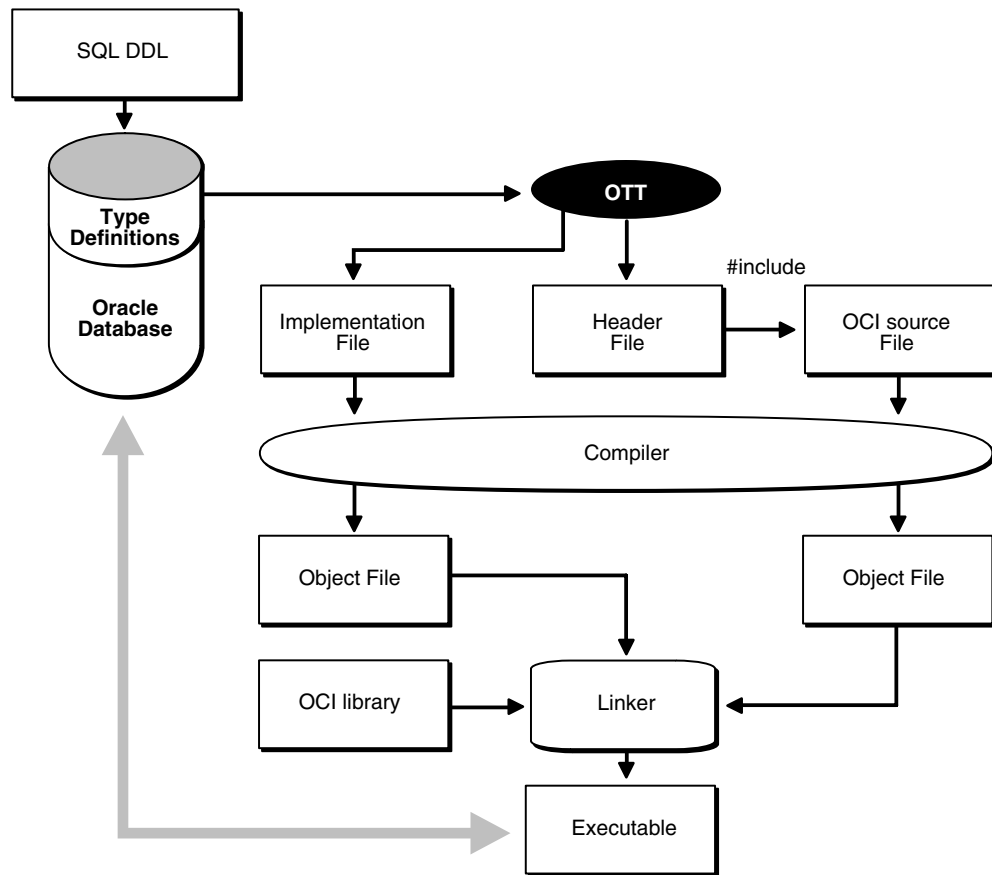 SQL DDL
Type
Definitions
Oracle
Database
OTT
#include
Implementation
File
Header
File
OCI source
File
Compiler
Object File
Object File
OCI library
Linker
Executable